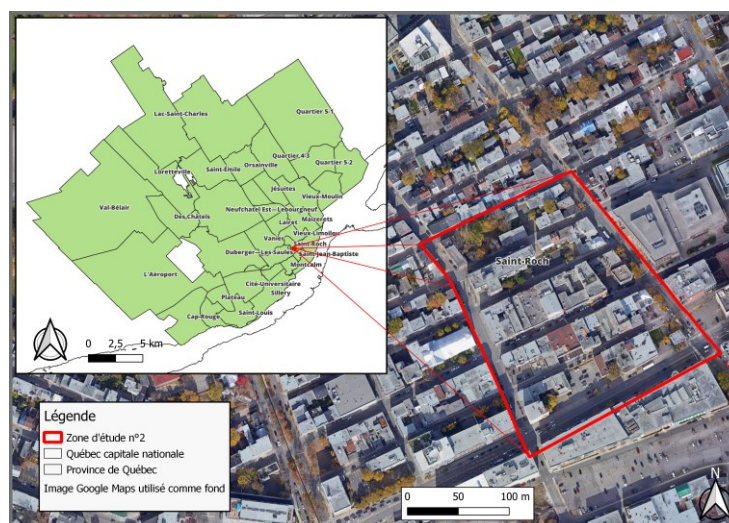 Lac-Saint-Charles
Quartier 5-1
Quartier 4-3
Orsainville
Quartier 5-2
Saint-Émile
Loretteville
Jésuites
Vieux-Moulin
Val-Bélair
Des Châtels
Neufchatel Est—Lebourgneuf
Maizerets
Lairet
Vieux-Limoilou
Vanier
Saint-Roch
Duberger—Les Saules
Saint-Jean-Baptiste
L'Aéroport
Montcalm
Cité-Universitaire
Sillery
Plateau
Cap-Rouge
Saint-Louis
0 2,5 5 km
Saint-Roch
Légende
Zone d'étude n°2
Québec capitale nationale
Province de Québec
Image Google Maps utilisé comme fond
0 50 100 m
N